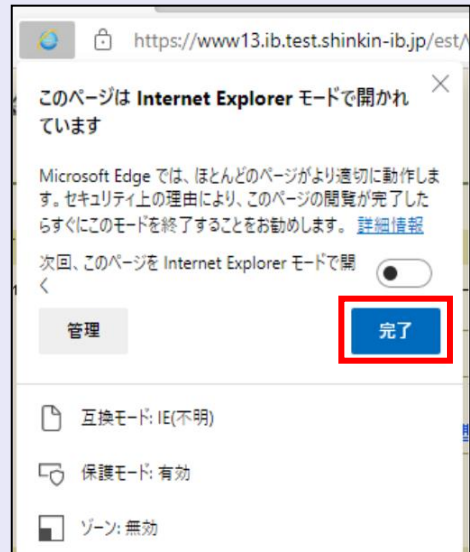 https://www13.ib.test.shinkin-ib.jp/est/
このページは Internet Explorer モードで開かれ
ています
Microsoft Edge では、ほとんどのページがより適切に動作しま
す。セキュリティ上の理由により、このページの閲覧が完了した
らすぐにこのモードを終了することをお勧めします。 詳細情報
次回、このページを Internet Explorer モードで開
く
管理
完了
互換モード: IE(不明)
保護モード: 有効
ゾーン: 無効